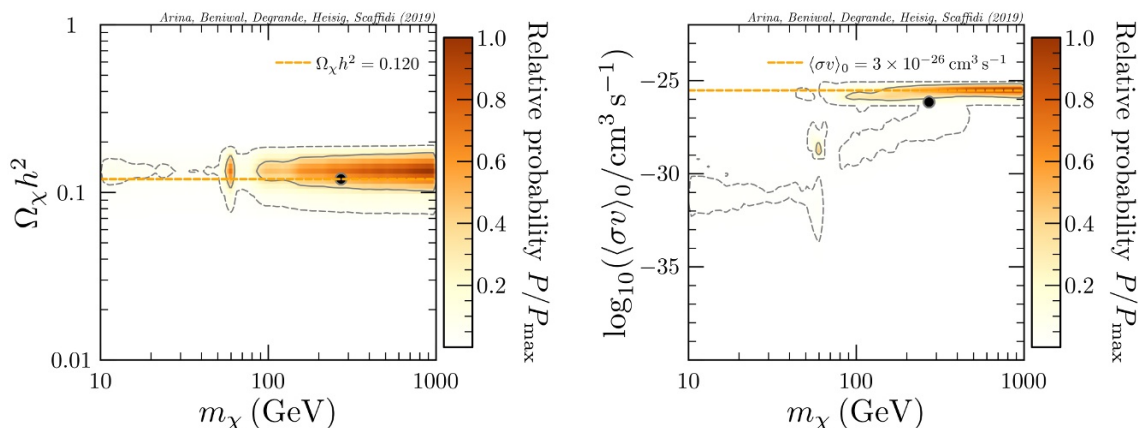 Arina, Beniwal, Degrande, Heisig, Scaffidi (2019)
1
0.1
0.01
Ωχh² = 0.120
10
100
1000
mχ (GeV)
Ωχh²
1.0
0.8
0.6
0.4
0.2
Relative probability P/Pmax
Arina, Beniwal, Degrande, Heisig, Scaffidi (2019)
−25
−30
−35
⟨σv⟩₀ = 3 × 10⁻²⁶ cm³ s⁻¹
10
100
1000
mχ (GeV)
log₁₀(⟨σv⟩₀/cm³ s⁻¹)
1.0
0.8
0.6
0.4
0.2
Relative probability P/Pmax